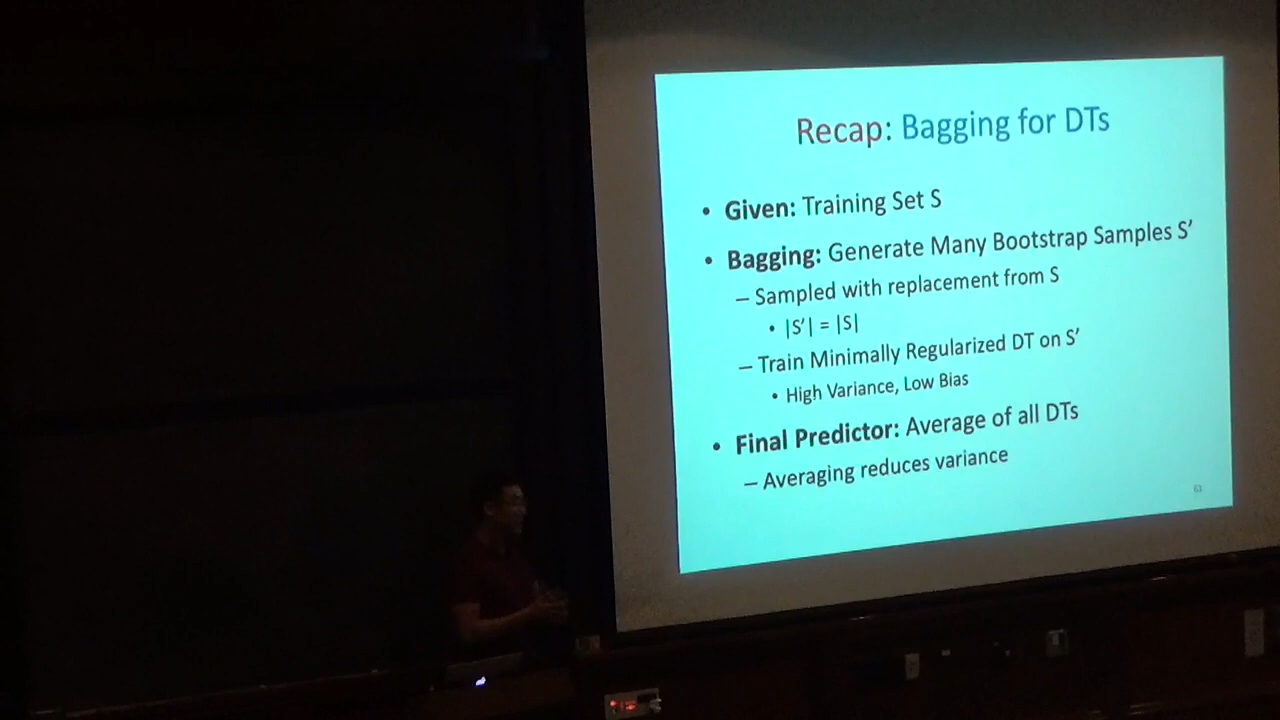 Recap: Bagging for DTs
• Given: Training Set S
• Bagging: Generate Many Bootstrap Samples S’
– Sampled with replacement from S
• |S’| = |S|
– Train Minimally Regularized DT on S’
• High Variance, Low Bias
• Final Predictor: Average of all DTs
– Averaging reduces variance